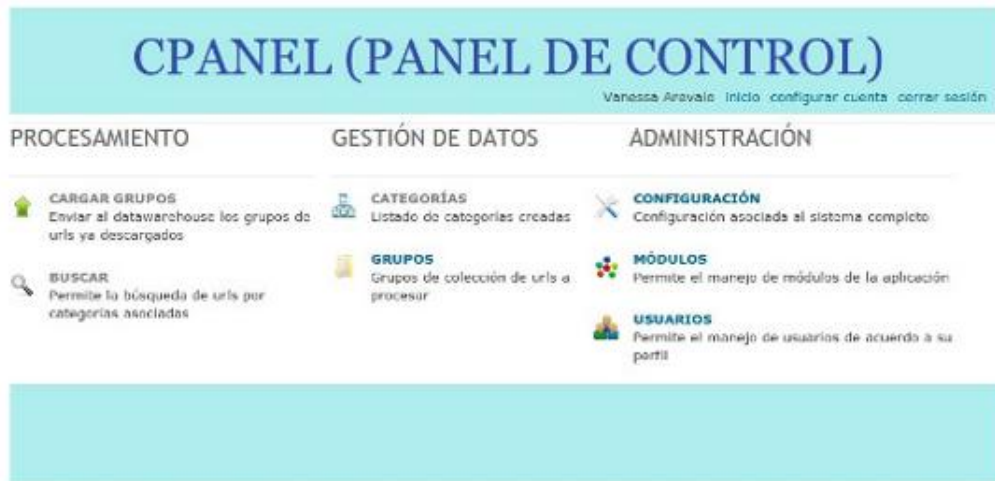 CPANEL (PANEL DE CONTROL)
Vanessa Arevalo inicio configurar cuenta cerrar sesión
PROCESAMIENTO
CARGAR GRUPOS
Enviar al datawarehouse los grupos de
urls ya descargados
BUSCAR
Permite la búsqueda de urls por
categorías asociadas
GESTIÓN DE DATOS
CATEGORÍAS
Listado de categorías creadas
GRUPOS
Grupos de colección de urls a
procesar
ADMINISTRACIÓN
CONFIGURACIÓN
Configuración asociada al sistema completo
MÓDULOS
Permite el manejo de módulos de la aplicación
USUARIOS
Permite el manejo de usuarios de acuerdo a su
perfil